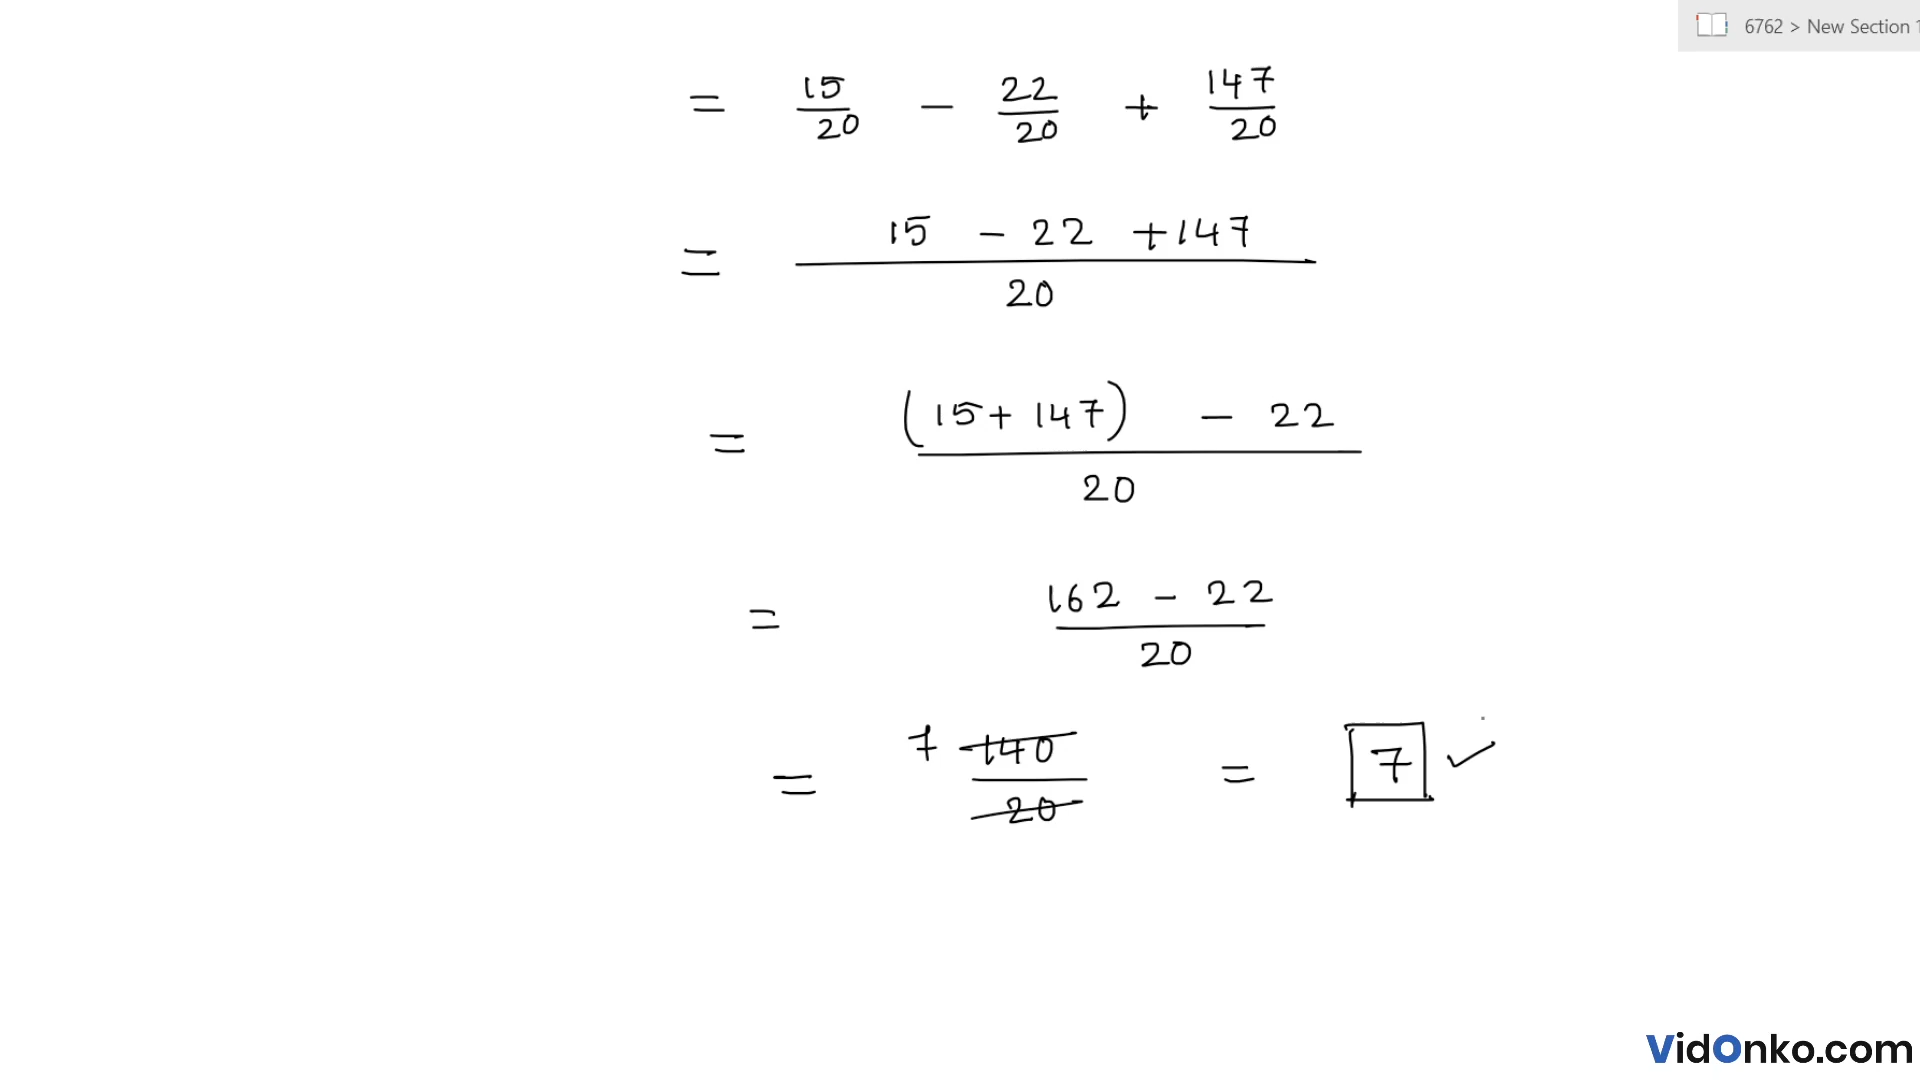 6762 > New Section 1
= 15/20 - 22/20 + 147/20
= 15 - 22 + 147 / 20
= (15 + 147) - 22 / 20
= 162 - 22 / 20
= 7 140 / 20 = 7 ✓
VidOnko.com